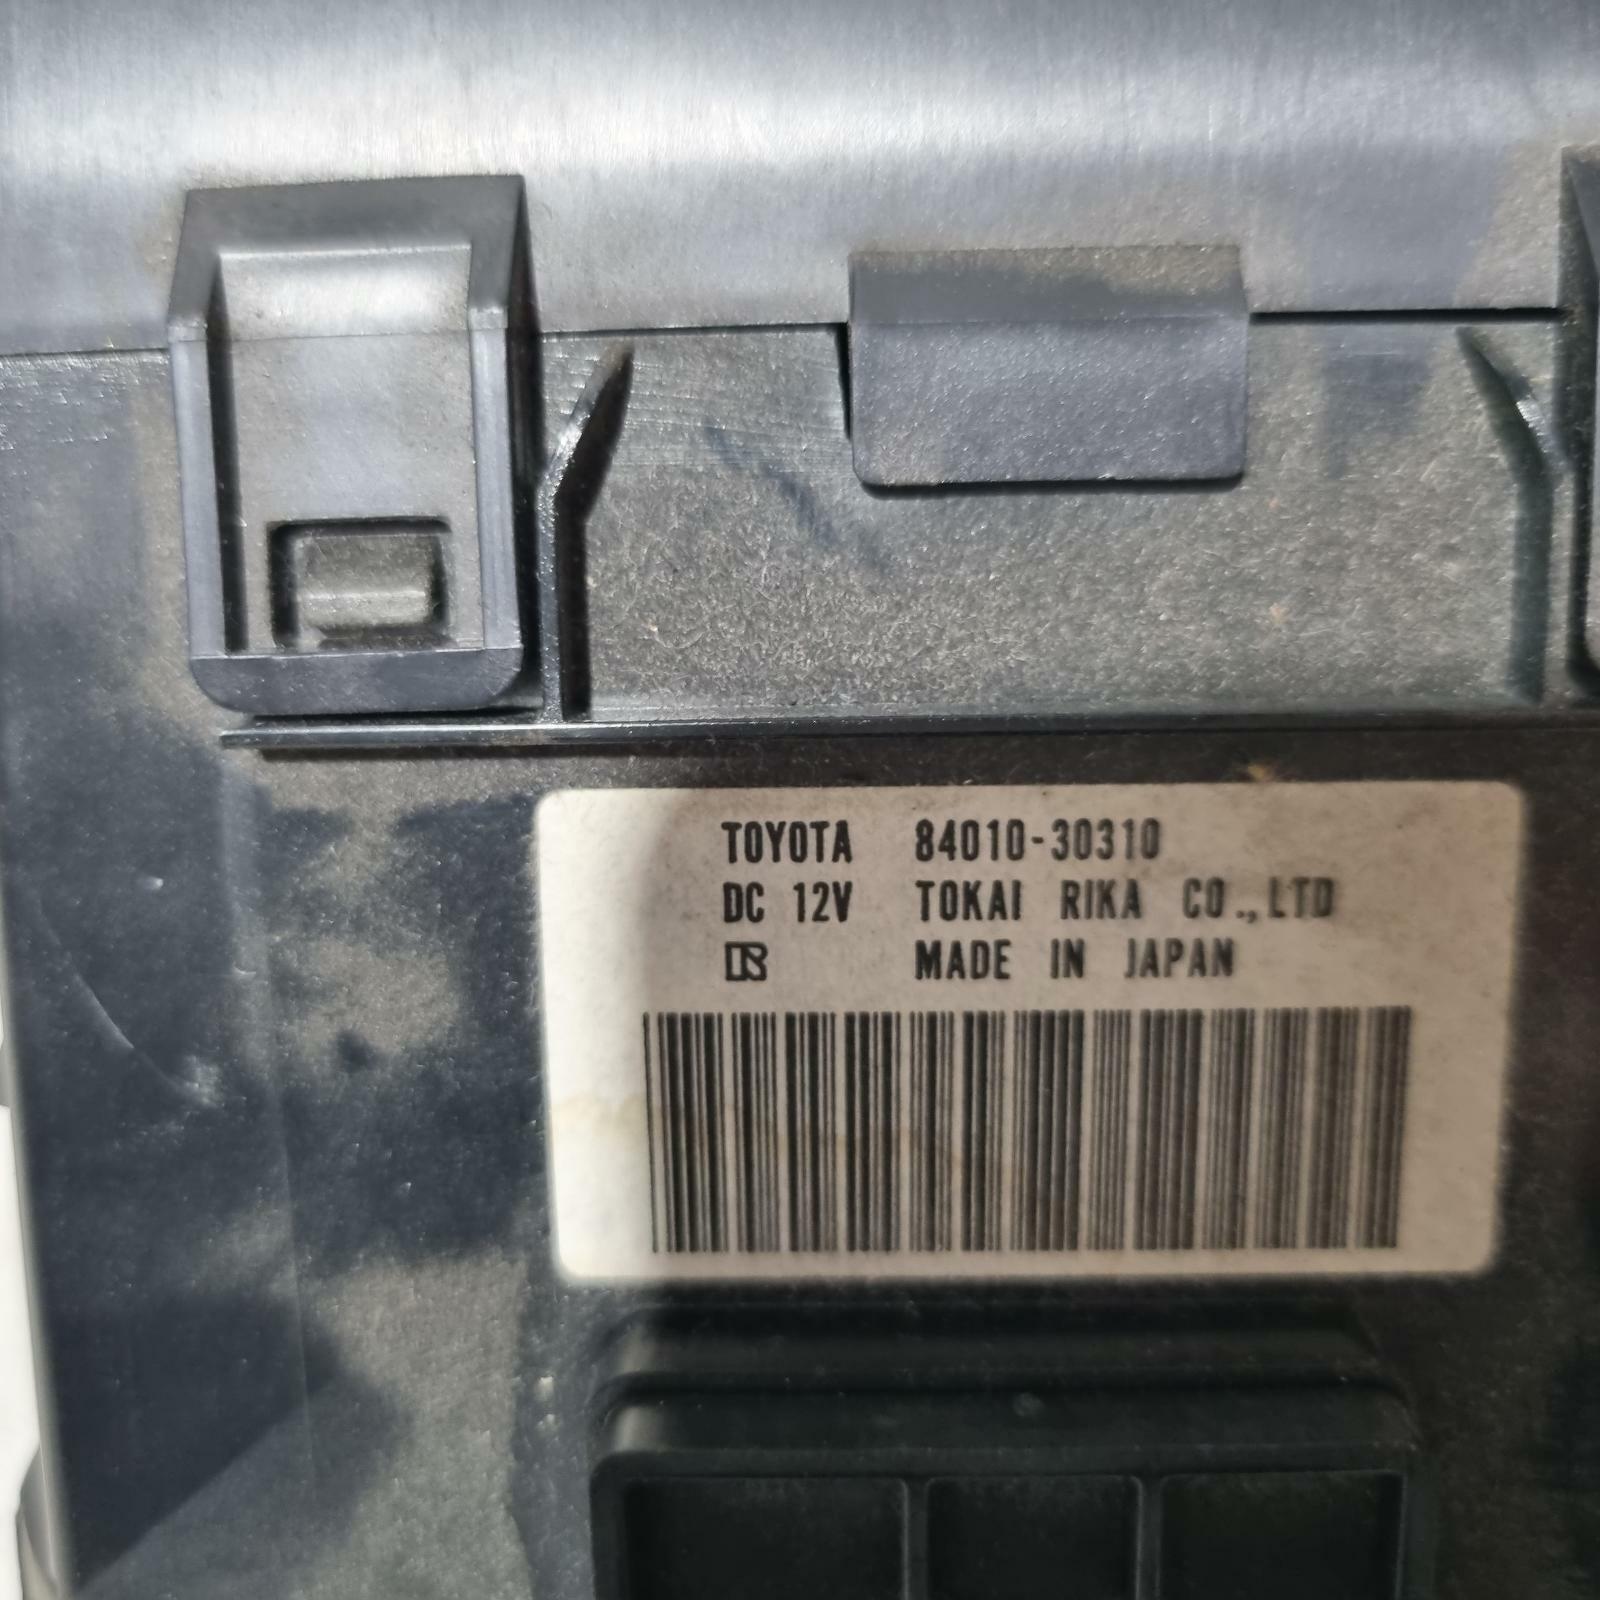 TOYOTA 84010-30310
DC 12V TOKAI RIKA CO.,LTD
MADE IN JAPAN